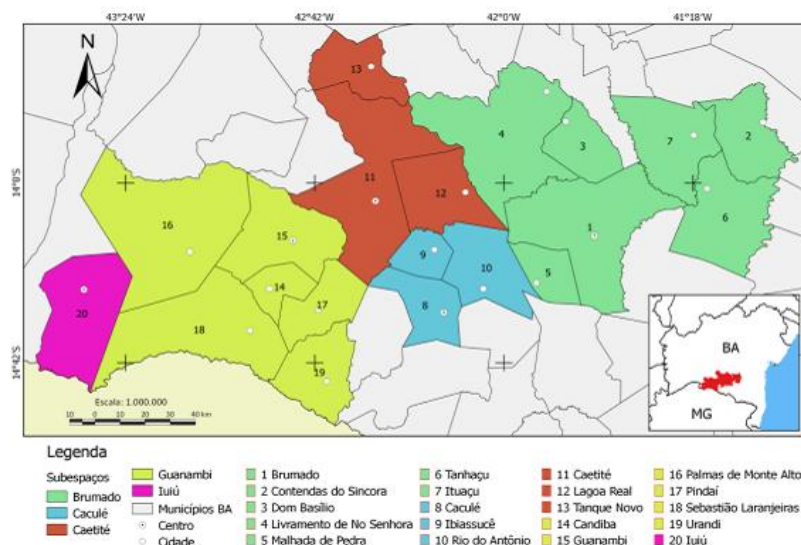 43°24'W 42°42'W 42°0'W 41°18'W
N
13
4
3
7
2
14°0'S
11
12
16
1
6
15
9
10
5
20
14
17
8
18
19
14°42'S
BA
MG
Escala: 1.000.000
10 0 10 20 30 40 km
Legenda
Subespaços
Brumado
Caculé
Caetité
Guanambi
Iuiú
Municípios BA
Centro
Cidade
1 Brumado
2 Contendas do Sincora
3 Dom Basílio
4 Livramento de No Senhora
5 Malhada de Pedra
6 Tanhaçu
7 Ituaçu
8 Caculé
9 Ibiassucê
10 Rio do Antônio
11 Caetité
12 Lagoa Real
13 Tanque Novo
14 Candiba
15 Guanambi
16 Palmas de Monte Alto
17 Pindaí
18 Sebastião Laranjeiras
19 Urandi
20 Iuiú